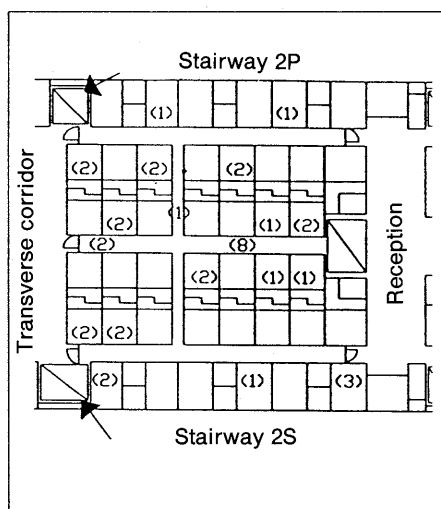 Stairway 2P
(1) (1)
Transverse corridor
(2) (2) (2)
(1)
(2) (1) (2)
(2) (8)
Reception
(2) (1) (1)
(2) (2)
(2) (1) (3)
Stairway 2S